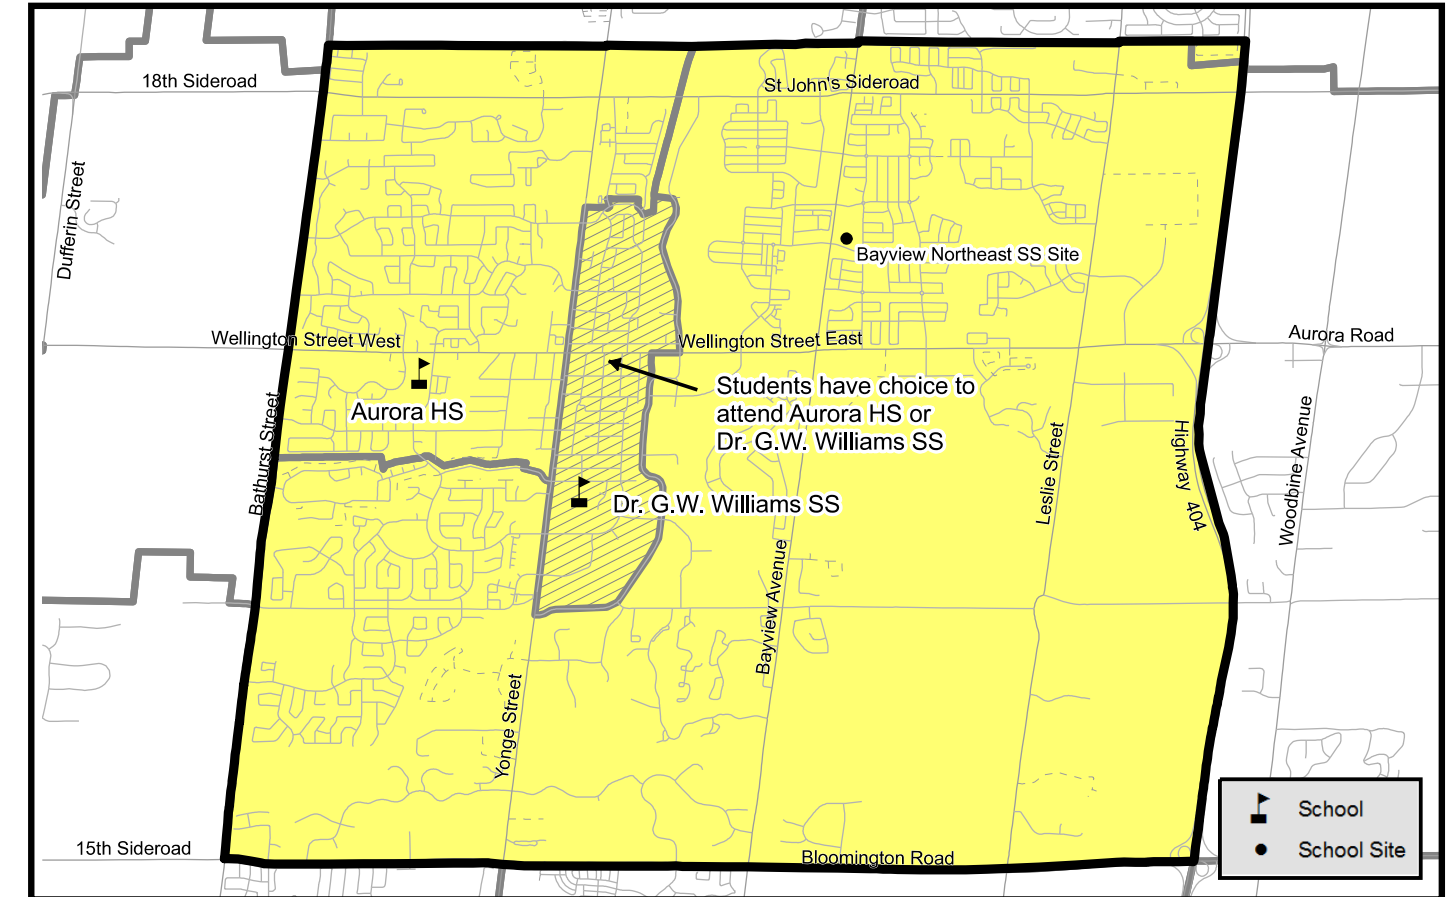 18th Sideroad
St John's Sideroad
Dufferin Street
Bayview Northeast SS Site
Wellington Street West
Wellington Street East
Aurora Road
Students have choice to
attend Aurora HS or
Dr. G.W. Williams SS
Aurora HS
Bathurst Street
Leslie Street
Highway 404
Woodbine Avenue
Dr. G.W. Williams SS
Bayview Avenue
Yonge Street
15th Sideroad
Bloomington Road
School
School Site